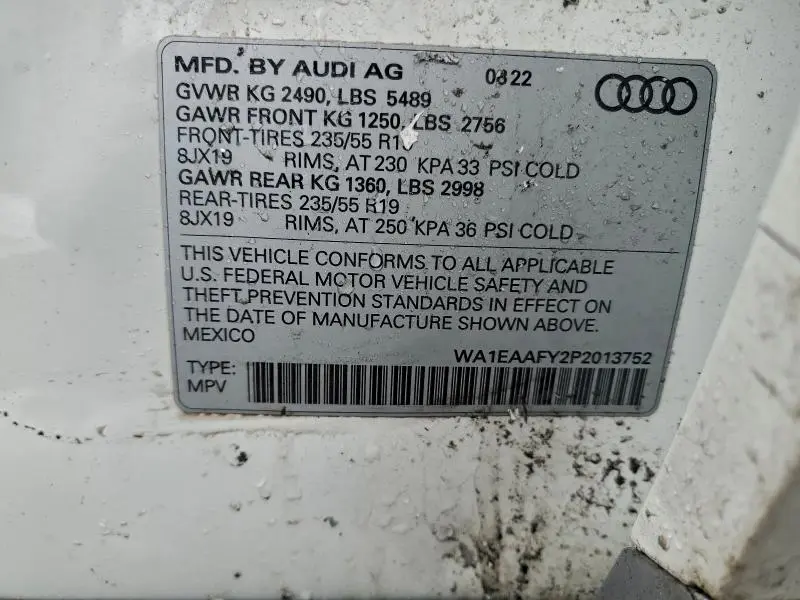 MFD. BY AUDI AG 0822
GVWR KG 2490, LBS 5489
GAWR FRONT KG 1250, LBS 2756
FRONT-TIRES 235/55
8JX19 RIMS, AT 230 KPA 33 PSI COLD
GAWR REAR KG 1360, LBS 2998
REAR-TIRES 235/55 R19
8JX19 RIMS, AT 250 KPA 36 PSI COLD
THIS VEHICLE CONFORMS TO ALL APPLICABLE
U.S. FEDERAL MOTOR VEHICLE SAFETY AND
THEFT PREVENTION STANDARDS IN EFFECT ON
THE DATE OF MANUFACTURE SHOWN ABOVE.
MEXICO
WA1EAAFY2P2013752
TYPE:
MPV